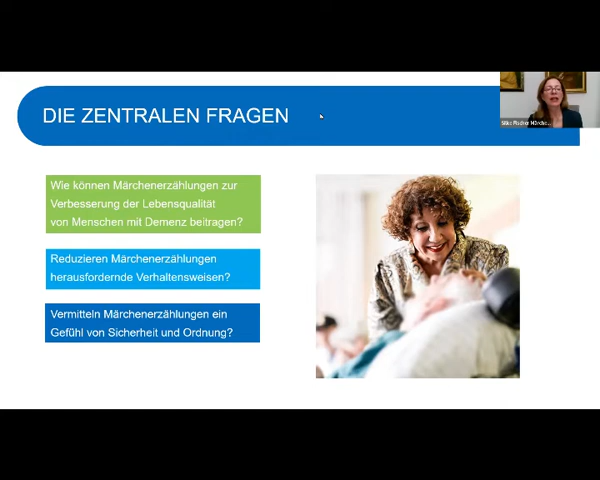 DIE ZENTRALEN FRAGEN
Wie können Märchenerzählungen zur
Verbesserung der Lebensqualität
von Menschen mit Demenz beitragen?
Reduzieren Märchenerzählungen
herausfordernde Verhaltensweisen?
Vermitteln Märchenerzählungen ein
Gefühl von Sicherheit und Ordnung?